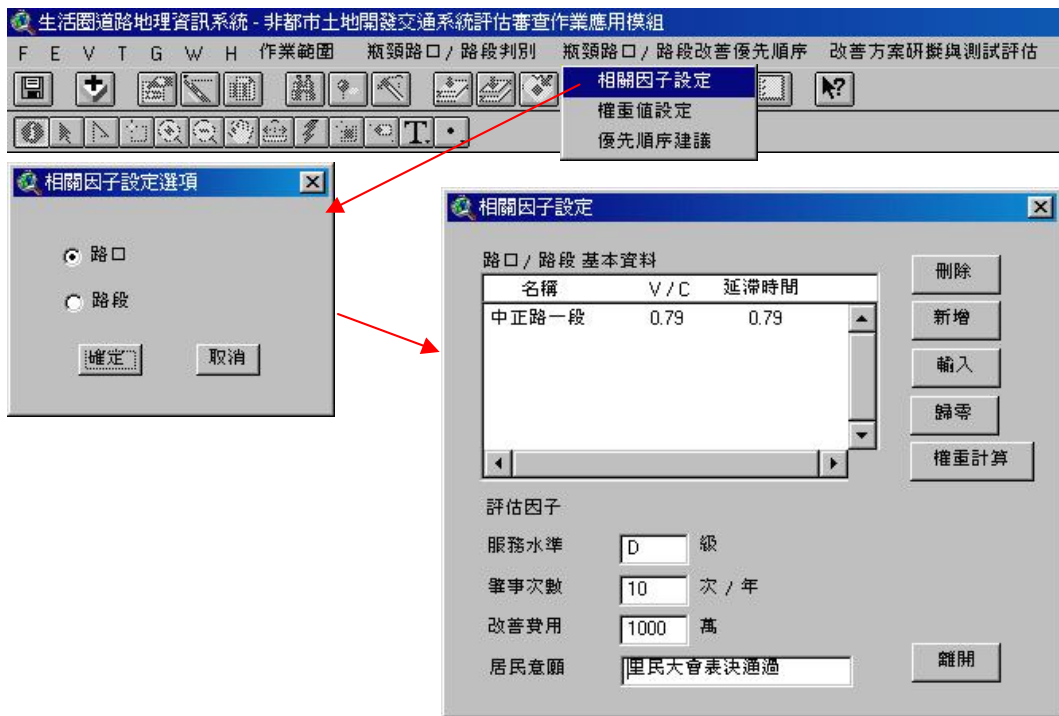 生活圈道路地理資訊系統 - 非都市土地開發交通系統評估審查作業應用模組
F E V T G W H 作業範圍 瓶頸路口 / 路段判別 瓶頸路口 / 路段改善優先順序 改善方案研擬與測試評估
相關因子設定
權重值設定
優先順序建議
T
相關因子設定選項
路口
路段
確定 取消
相關因子設定
路口 / 路段 基本資料
名稱 V / C 延滯時間
中正路一段 0.79 0.79
刪除
新增
輸入
歸零
權重計算
評估因子
服務水準 D 級
肇事次數 10 次 / 年
改善費用 1000 萬
居民意願 里民大會表決通過
離開